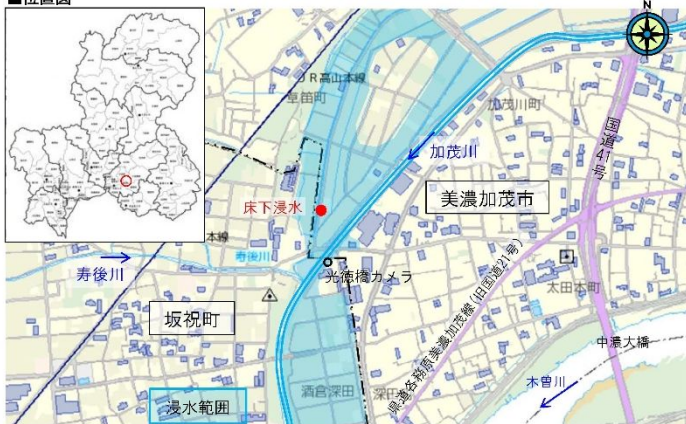 ■位置図
N
JR高山本線
草笛町
加茂川町
国道41号
加茂川
床下浸水
美濃加茂市
本線
寿後川
寿後川
光徳橋カメラ
太田本町
県道各務原美濃加茂線(旧国道21号)
坂祝町
中濃大橋
木曽川
酒倉深田
深田
浸水範囲